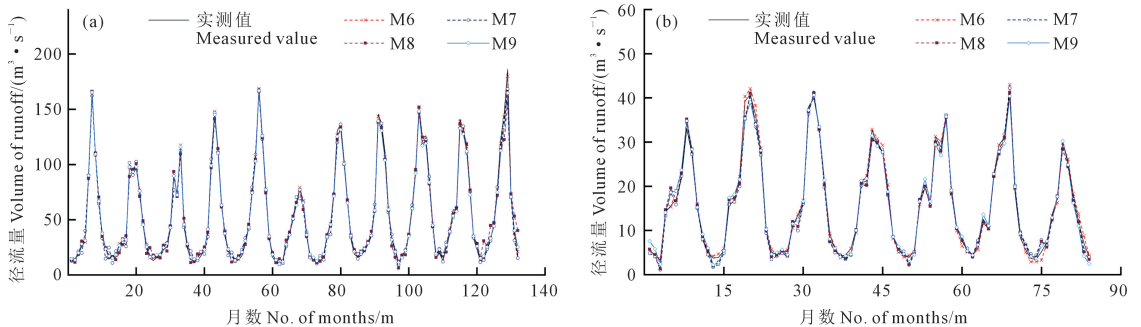 (a)
实测值
Measured value
M6
M7
M8
M9
径流量 Volume of runoff/(m³·s⁻¹)
200
150
100
50
0
20
40
60
80
100
120
140
月数 No. of months/m
(b)
实测值
Measured value
M6
M7
M8
M9
径流量 Volume of runoff/(m³·s⁻¹)
60
50
40
30
20
10
0
15
30
45
60
75
90
月数 No. of months/m